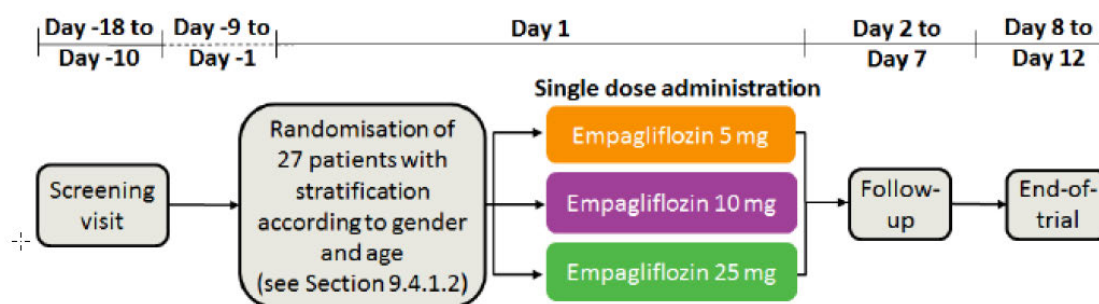 Day -18 to
Day -10
Day -9 to
Day -1
Day 1
Day 2 to
Day 7
Day 8 to
Day 12
Single dose administration
Screening
visit
Randomisation of
27 patients with
stratification
according to gender
and age
(see Section 9.4.1.2)
Empagliflozin 5 mg
Empagliflozin 10 mg
Empagliflozin 25 mg
Follow-
up
End-of-
trial